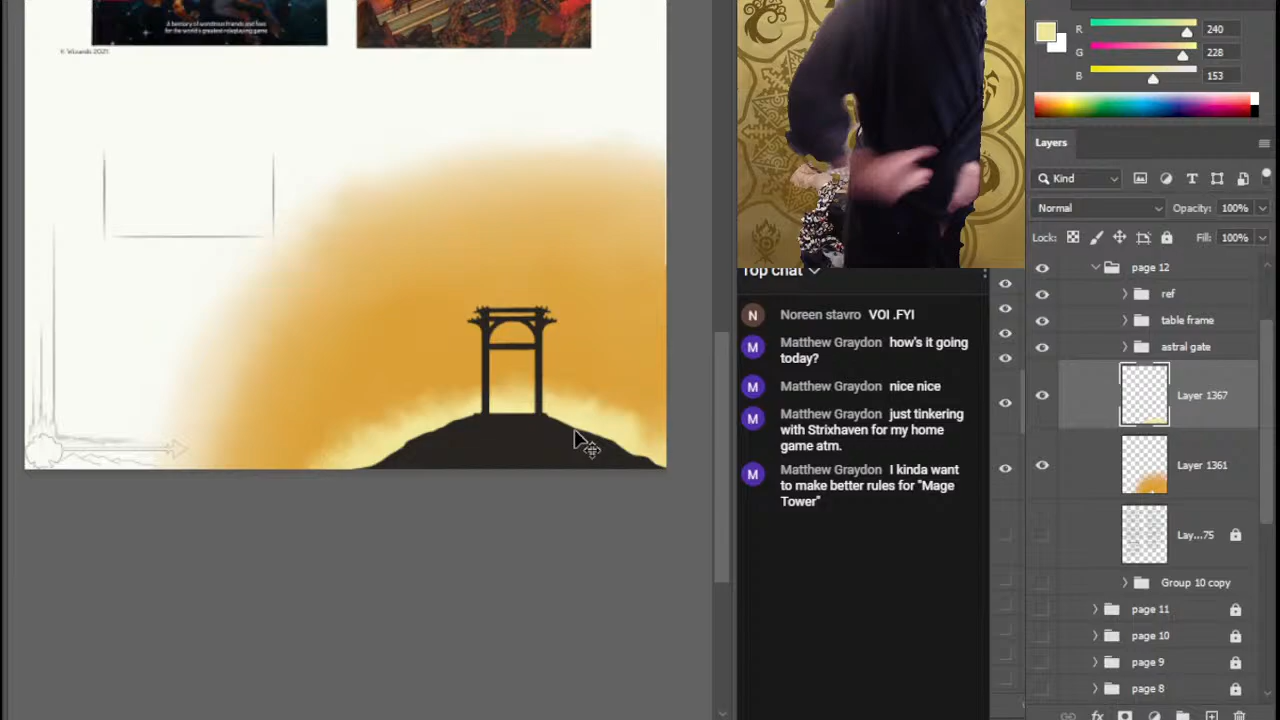 A bestiary of wondrous friends and foes
for the world's greatest roleplaying game
© Wizards 2021
R
240
G
228
B
153
Layers
Kind
Normal
Opacity: 100%
Lock:
Fill: 100%
page 12
ref
table frame
astral gate
Layer 1367
Layer 1361
Lay...75
Group 10 copy
page 11
page 10
page 9
page 8
fx
Top chat
N Noreen stavro VOI .FYI
M Matthew Graydon how's it going
today?
M Matthew Graydon nice nice
M Matthew Graydon just tinkering
with Strixhaven for my home
game atm.
M Matthew Graydon I kinda want
to make better rules for "Mage
Tower"